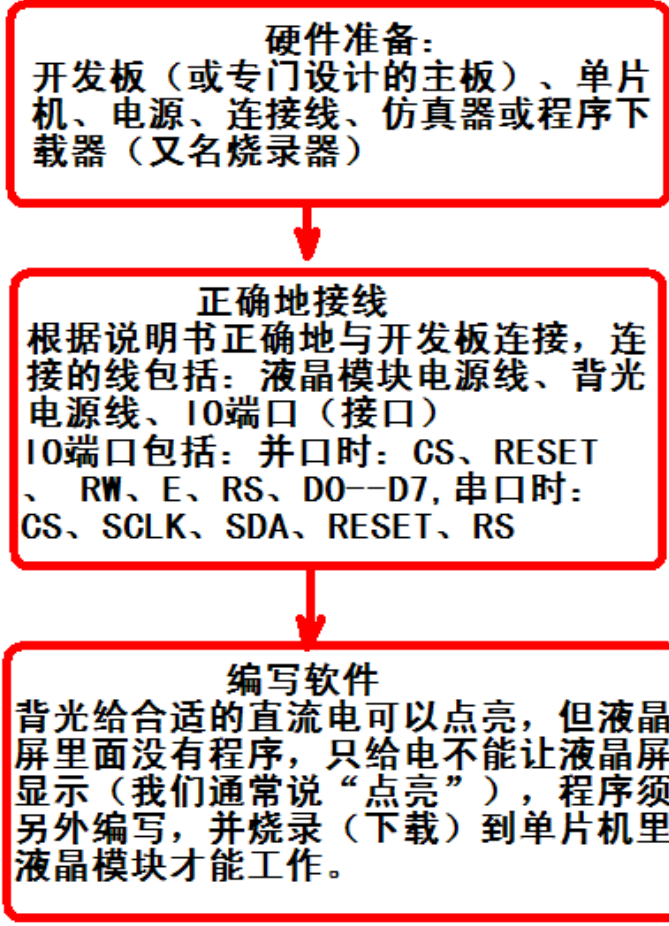 硬件准备：
开发板（或专门设计的主板）、单片
机、电源、连接线、仿真器或程序下
载器（又名烧录器）
正确地接线
根据说明书正确地与开发板连接，连
接的线包括：液晶模块电源线、背光
电源线、IO端口（接口）
IO端口包括：并口时：CS、RESET
、 RW、E、RS、D0--D7,串口时：
CS、SCLK、SDA、RESET、RS
编写软件
背光给合适的直流电可以点亮，但液晶
屏里面没有程序，只给电不能让液晶屏
显示（我们通常说“点亮”），程序须
另外编写，并烧录（下载）到单片机里
液晶模块才能工作。